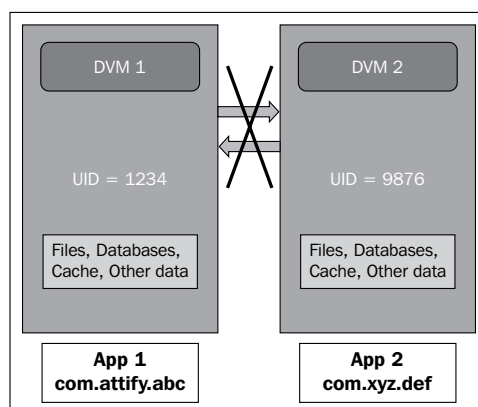 DVM 1
DVM 2
UID = 1234
UID = 9876
Files, Databases,
Cache, Other data
Files, Databases,
Cache, Other data
App 1
com.attify.abc
App 2
com.xyz.def